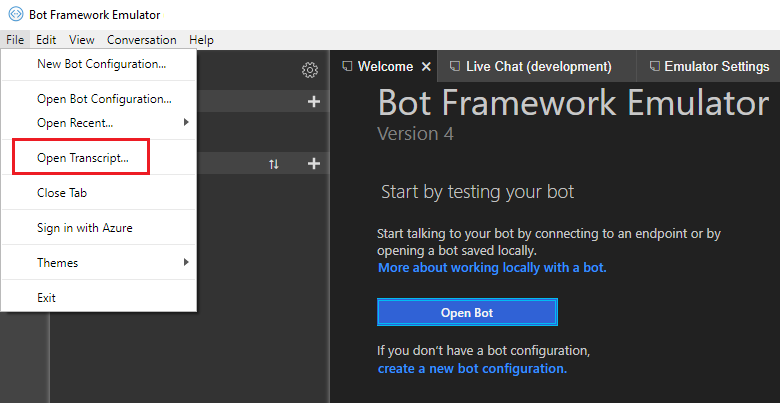 Bot Framework Emulator
File Edit View Conversation Help
New Bot Configuration...
Open Bot Configuration...
Open Recent...
Open Transcript...
Close Tab
Sign in with Azure
Themes
Exit
Welcome Live Chat (development) Emulator Settings
Bot Framework Emulator
Version 4
Start by testing your bot
Start talking to your bot by connecting to an endpoint or by
opening a bot saved locally.
More about working locally with a bot.
Open Bot
If you don't have a bot configuration,
create a new bot configuration.